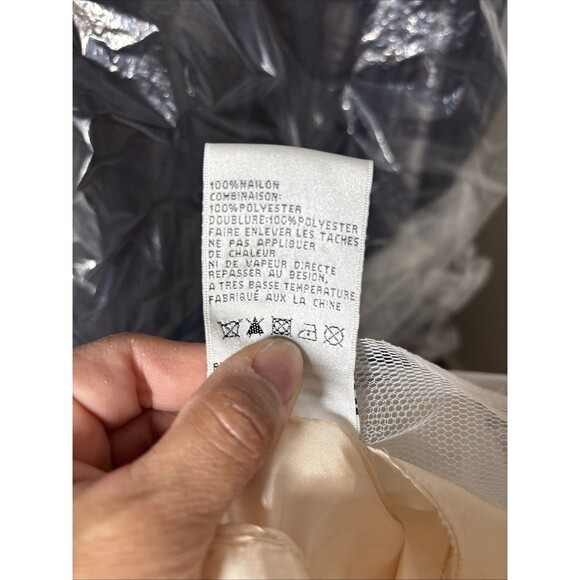 100%NAILON
COMBINAISON:
100%POLYESTER
DOUBLURE:100%POLYESTER
FAIRE ENLEVER LES TACHES
NE PAS APPLIQUER
DE CHALEUR
NI DE VAPEUR DIRECTE
REPASSER AU BESION,
A TRES BASSE TEMPERATURE
FABRIQUÉ AUX LA CHINE